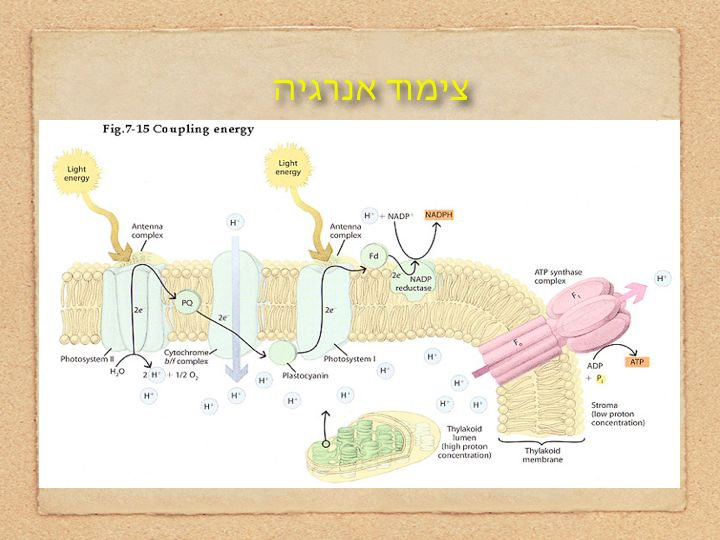 צימוד אנרגיה
Fig.7-15 Coupling energy
Light
energy
Light
energy
Antenna
complex
H⁺
Antenna
complex
H⁺ + NADP⁺
NADPH
Fd
2e⁻
NADP
reductase
ATP synthase
complex
H⁺
F₁
F₀
PQ
2e⁻
2e⁻
2e⁻
Photosystem II
Cytochrome
b/f complex
Plastocyanin
Photosystem I
H₂O
2 H⁺ + 1/2 O₂
H⁺
H⁺
H⁺
H⁺
H⁺
H⁺
H⁺
H⁺
H⁺
H⁺
H⁺
ADP
+ Pᵢ
ATP
Stroma
(low proton
concentration)
Thylakoid
lumen
(high proton
concentration)
Thylakoid
membrane